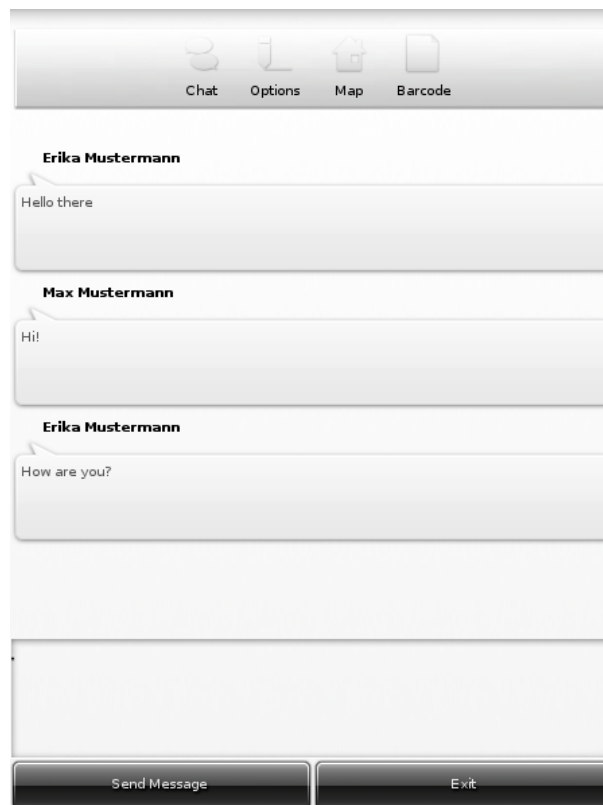 Chat Options Map Barcode
Erika Mustermann
Hello there
Max Mustermann
Hi!
Erika Mustermann
How are you?
Send Message Exit